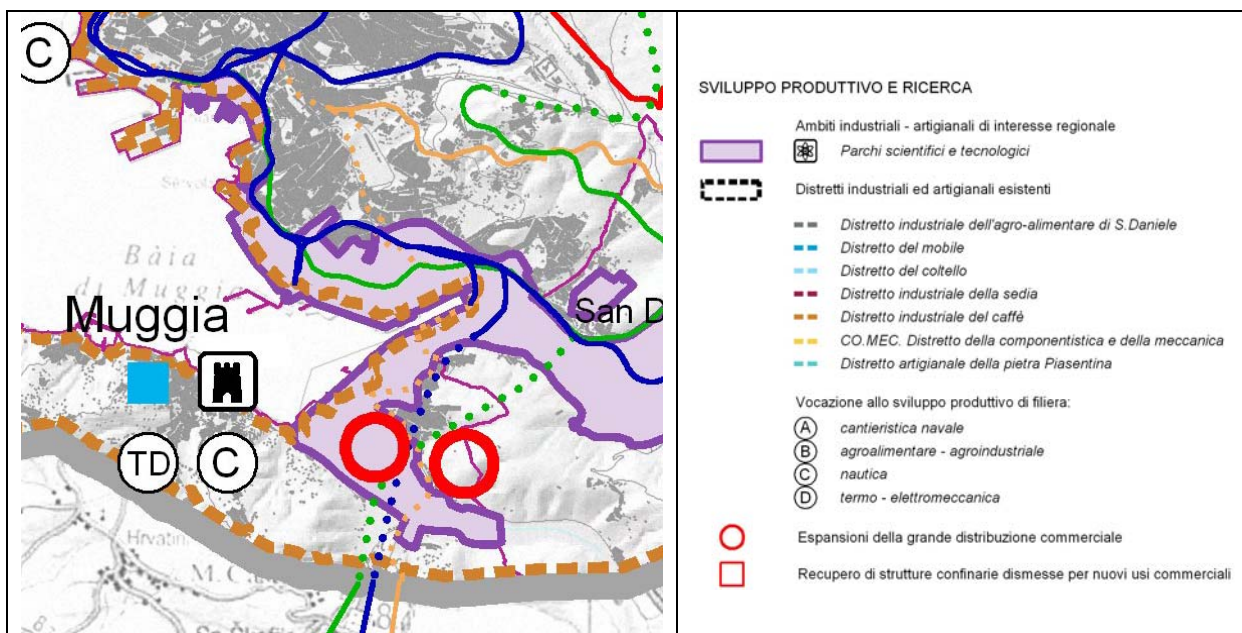 C
Servola
Bàia
di Muggia
Muggia
San D
TD
C
Hrvatin
SVILUPPO PRODUTTIVO E RICERCA
Ambiti industriali - artigianali di interesse regionale
Parchi scientifici e tecnologici
Distretti industriali ed artigianali esistenti
Distretto industriale dell'agro-alimentare di S.Daniele
Distretto del mobile
Distretto del coltello
Distretto industriale della sedia
Distretto industriale del caffè
CO.MEC. Distretto della componentistica e della meccanica
Distretto artigianale della pietra Piasentina
Vocazione allo sviluppo produttivo di filiera:
A cantieristica navale
B agroalimentare - agroindustriale
C nautica
D termo - elettromeccanica
Espansioni della grande distribuzione commerciale
Recupero di strutture confinarie dismesse per nuovi usi commerciali